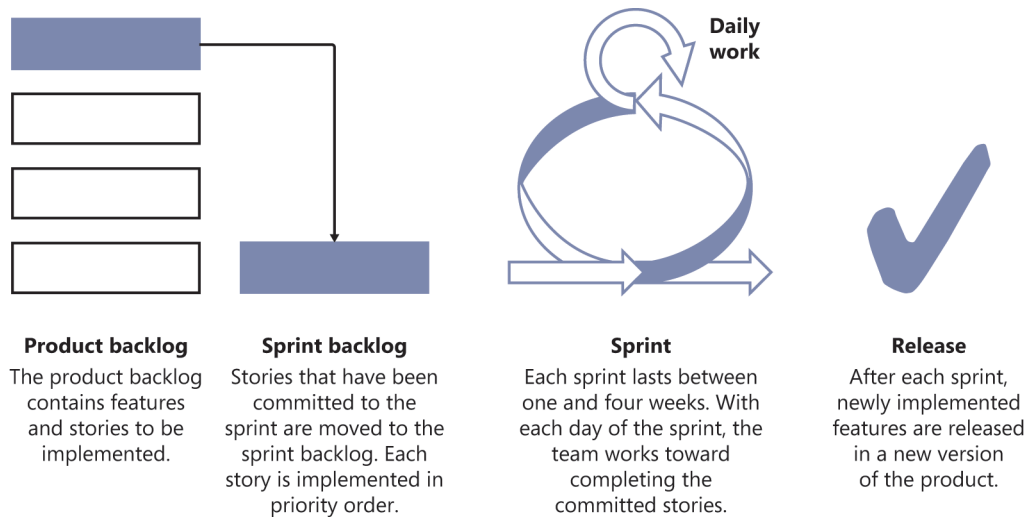 Daily
work
Product backlog
The product backlog
contains features
and stories to be
implemented.
Sprint backlog
Stories that have been
committed to the
sprint are moved to the
sprint backlog. Each
story is implemented in
priority order.
Sprint
Each sprint lasts between
one and four weeks. With
each day of the sprint, the
team works toward
completing the
committed stories.
Release
After each sprint,
newly implemented
features are released
in a new version
of the product.